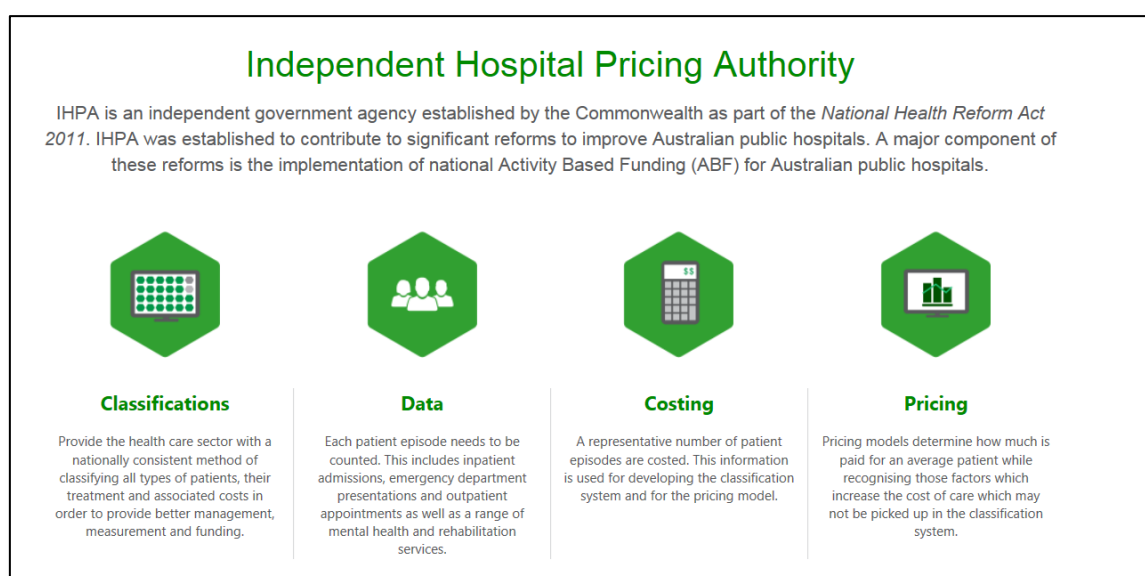 Independent Hospital Pricing Authority
IHPA is an independent government agency established by the Commonwealth as part of the National Health Reform Act
2011. IHPA was established to contribute to significant reforms to improve Australian public hospitals. A major component of
these reforms is the implementation of national Activity Based Funding (ABF) for Australian public hospitals.
$$
Classifications
Provide the health care sector with a
nationally consistent method of
classifying all types of patients, their
treatment and associated costs in
order to provide better management,
measurement and funding.
Data
Each patient episode needs to be
counted. This includes inpatient
admissions, emergency department
presentations and outpatient
appointments as well as a range of
mental health and rehabilitation
services.
Costing
A representative number of patient
episodes are costed. This information
is used for developing the classification
system and for the pricing model.
Pricing
Pricing models determine how much is
paid for an average patient while
recognising those factors which
increase the cost of care which may
not be picked up in the classification
system.